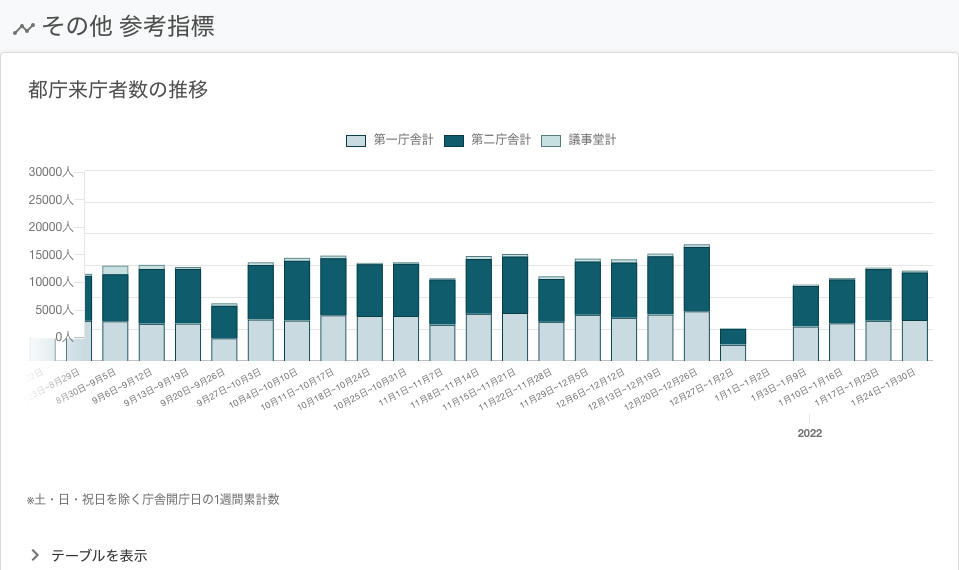 その他 参考指標
都庁来庁者数の推移
第一庁舎計 第二庁舎計 議事堂計
30000人
25000人
20000人
15000人
10000人
5000人
0人
8月30日~9月5日
9月6日~9月12日
9月13日~9月19日
9月20日~9月26日
9月27日~10月3日
10月4日~10月10日
10月11日~10月17日
10月18日~10月24日
10月25日~10月31日
11月1日~11月7日
11月8日~11月14日
11月15日~11月21日
11月22日~11月28日
11月29日~12月5日
12月6日~12月12日
12月13日~12月19日
12月20日~12月26日
12月27日~1月2日
1月1日~1月2日
1月3日~1月9日
1月10日~1月16日
1月17日~1月23日
1月24日~1月30日
2022
※土・日・祝日を除く庁舎開庁日の1週間累計数
テーブルを表示